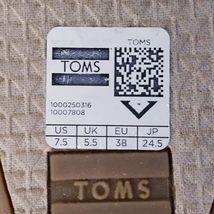 TOMS
TOMS
1000250316
10007808
US UK EU JP
7.5 5.5 38 24.5
TOMS